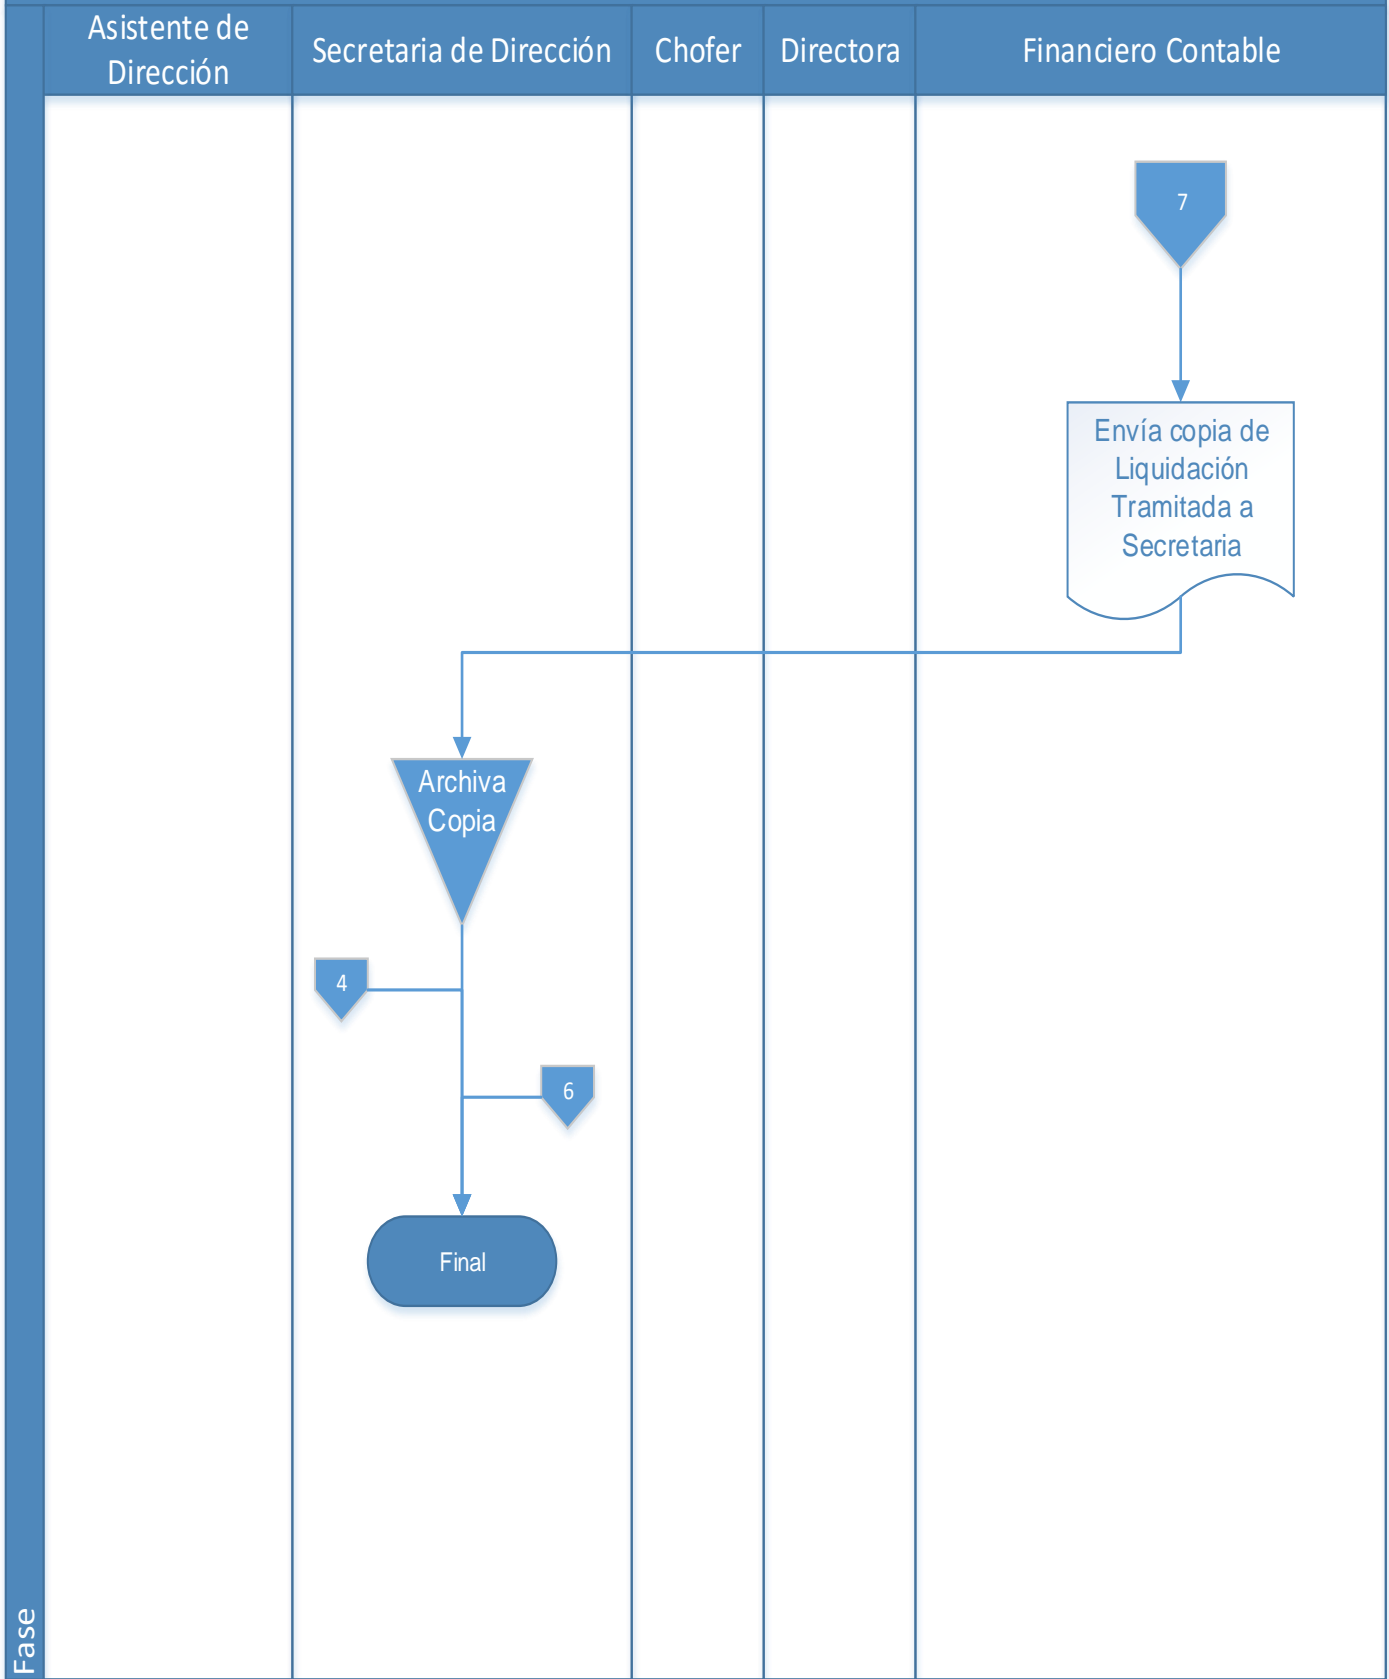 Asistente de
Dirección
Secretaria de Dirección
Chofer
Directora
Financiero Contable
7
Envía copia de
Liquidación
Tramitada a
Secretaria
Archiva
Copia
4
6
Final
Fase